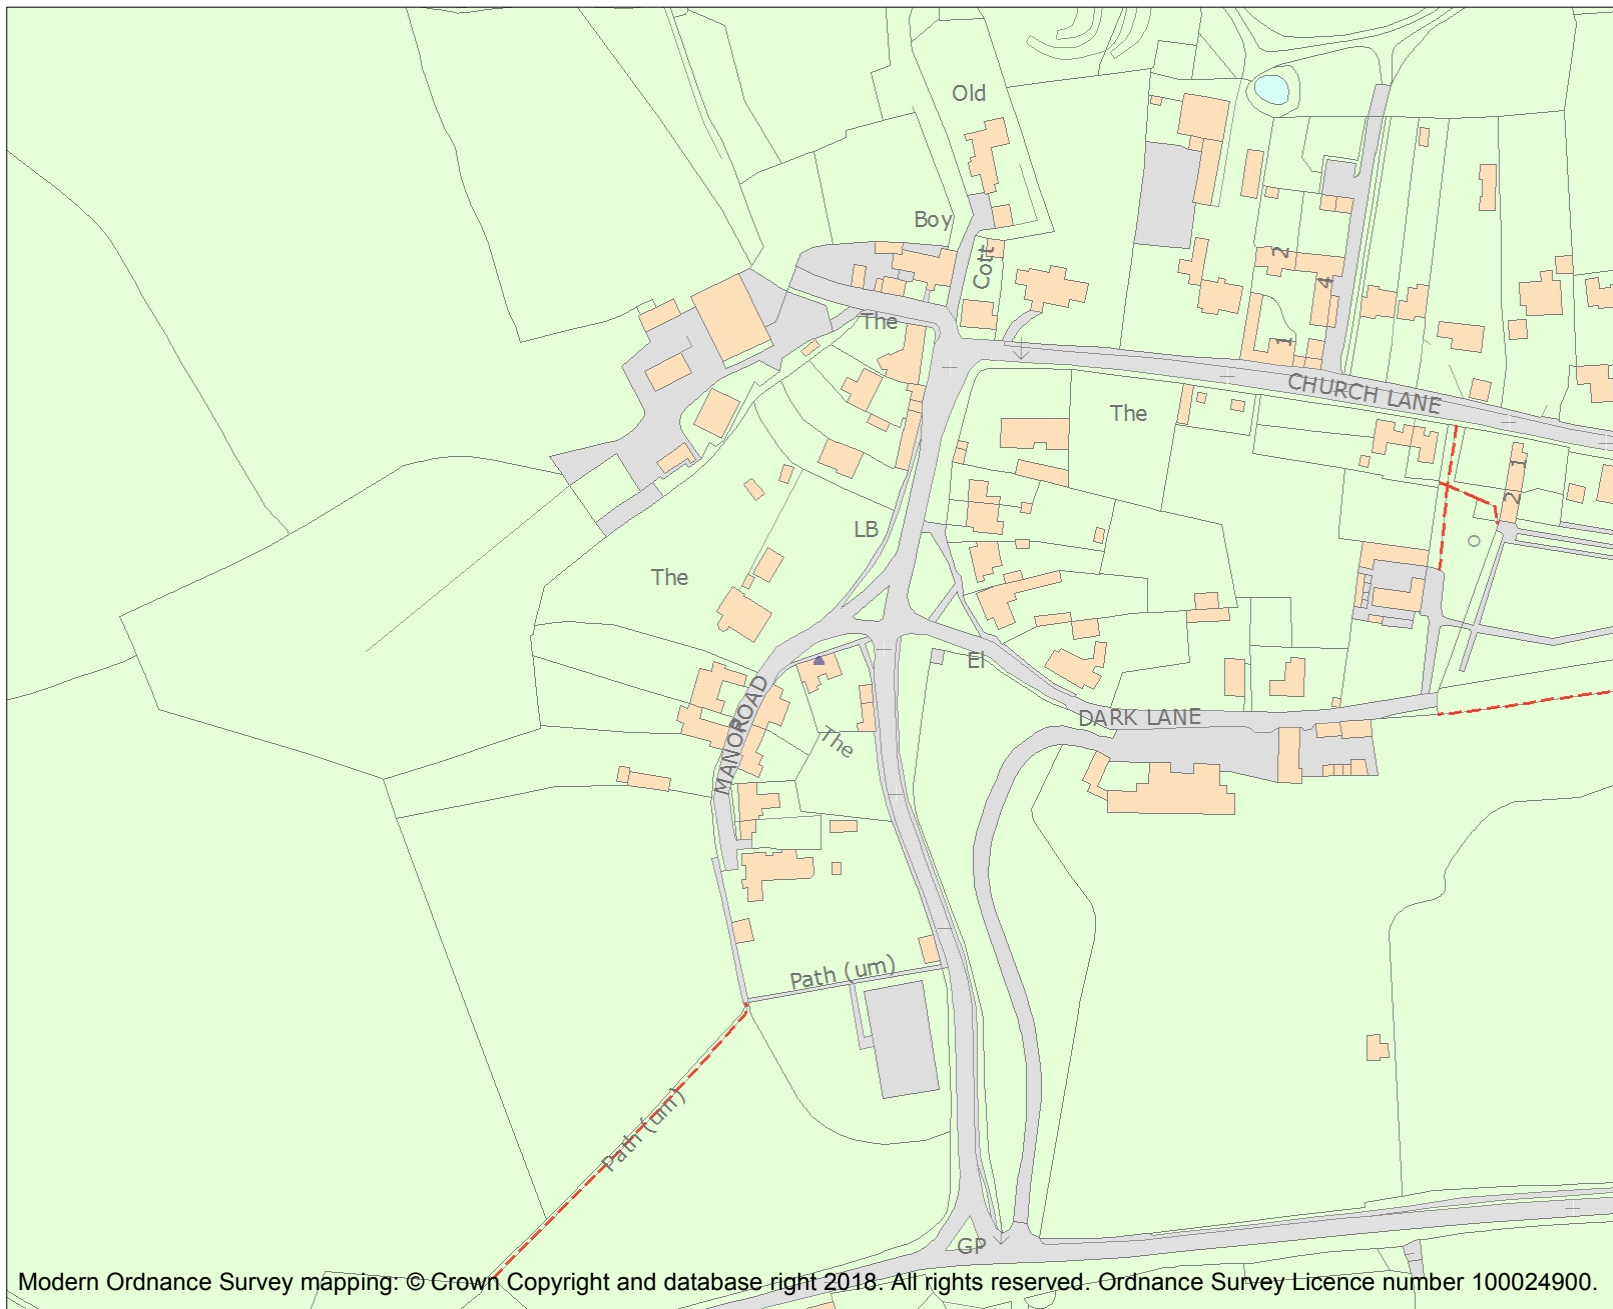 Old
Boy
Cott
The
2
4
1
CHURCH LANE
The
1
2
LB
The
El
MANOROAD
DARK LANE
The
Path (um)
Path (um)
GP
Modern Ordnance Survey mapping: © Crown Copyright and database right 2018. All rights reserved. Ordnance Survey Licence number 100024900.